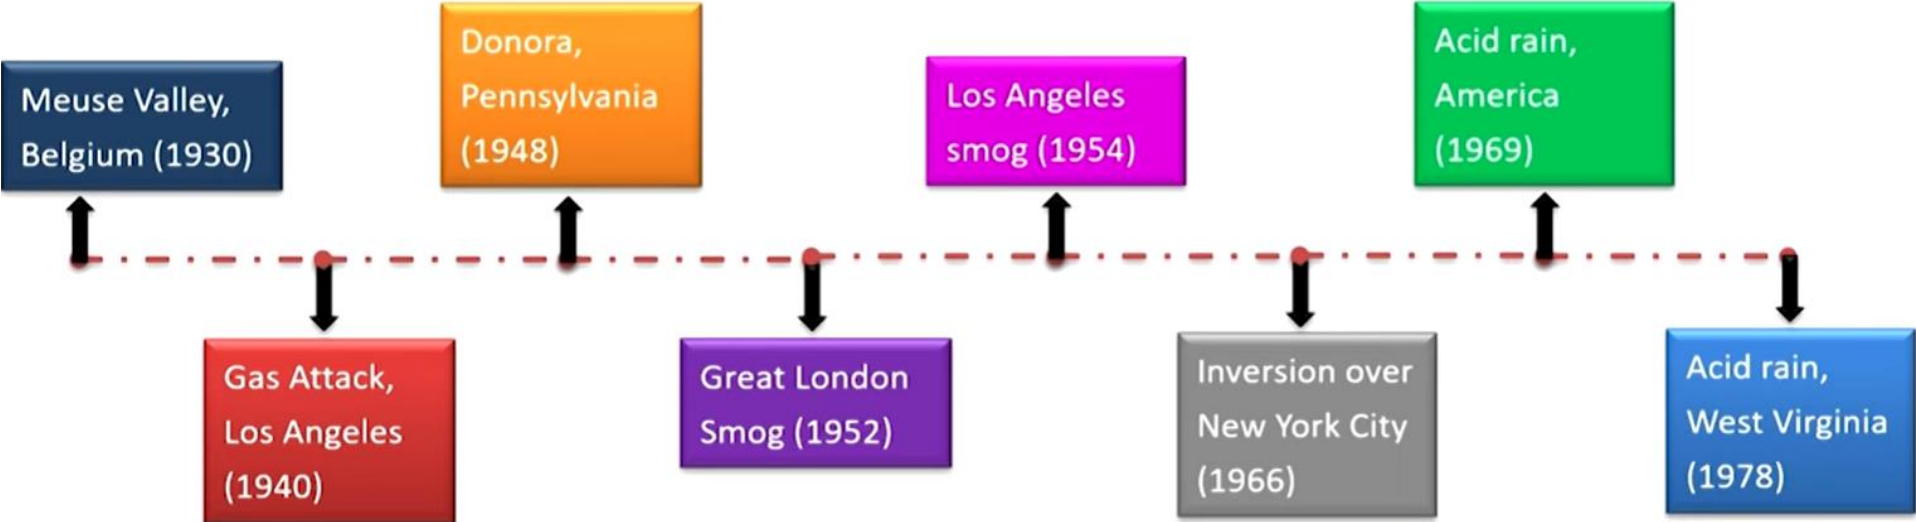 Meuse Valley,
Belgium (1930)
Gas Attack,
Los Angeles
(1940)
Donora,
Pennsylvania
(1948)
Great London
Smog (1952)
Los Angeles
smog (1954)
Inversion over
New York City
(1966)
Acid rain,
America
(1969)
Acid rain,
West Virginia
(1978)